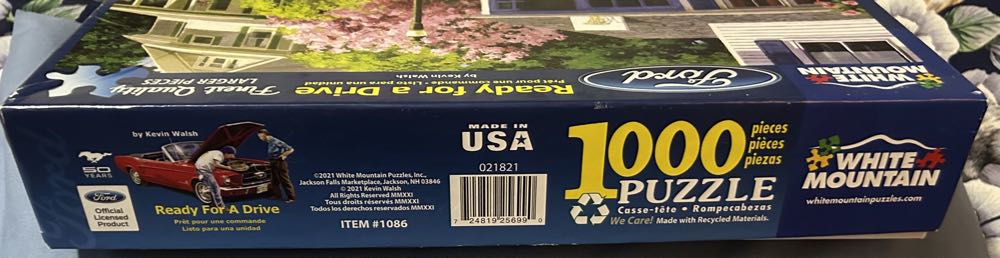 Finest Quality
LARGER PIECES
Ready for a Drive
Prêt pour une commande • Listo para una unidad
by Kevin Walsh
Ford
WHITE
MOUNTAIN
by Kevin Walsh
50
YEARS
Ford
Official
Licensed
Product
Ready For A Drive
Prêt pour une commande
Listo para una unidad
©2021 White Mountain Puzzles, Inc.,
Jackson Falls Marketplace, Jackson, NH 03846
© 2021 Kevin Walsh
All Rights Reserved MMXXI
Tous droits réservés MMXXI
Todos los derechos reservados MMXXI
ITEM #1086
MADE IN
USA
021821
7 24819 25699 0
1000
pieces
pièces
piezas
PUZZLE
Casse-tête • Rompecabezas
We Care! Made with Recycled Materials.
WHITE
MOUNTAIN
whitemountainpuzzles.com